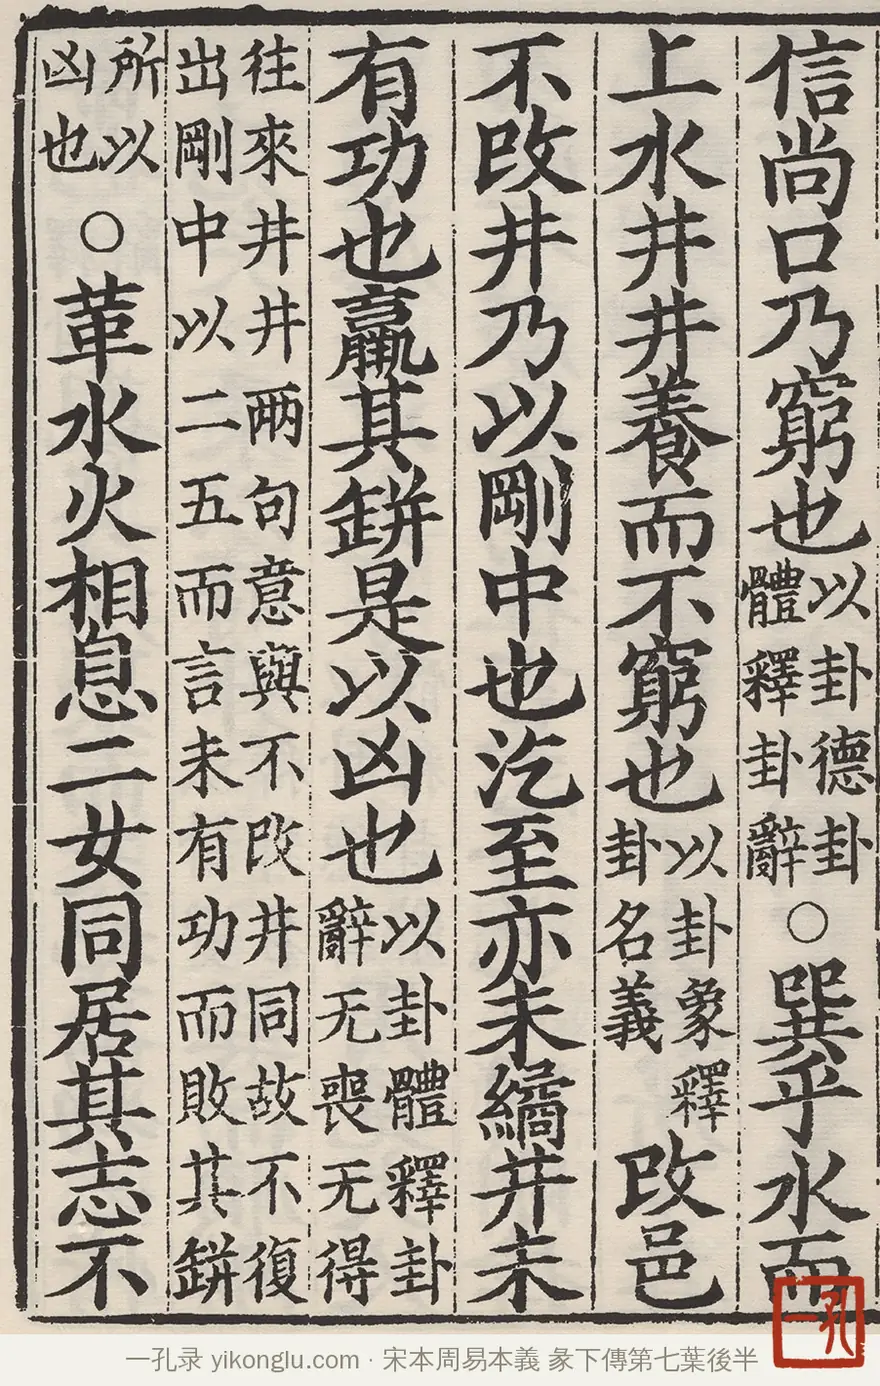 信尚口乃窮也以卦德卦體釋卦辭○巽乎水而
上水井井養而不窮也以卦象釋卦名義改邑
不改井乃以剛中也汔至亦未繘井未
有功也羸其缾是以凶也以卦體釋卦辭无喪无得
往來井井兩句意與不改井同故不復出剛中以二五而言未有功而敗其缾
所以凶也○革水火相息二女同居其志不
一孔
一孔录 yikonglu.com · 宋本周易本義 彖下傳第七葉後半